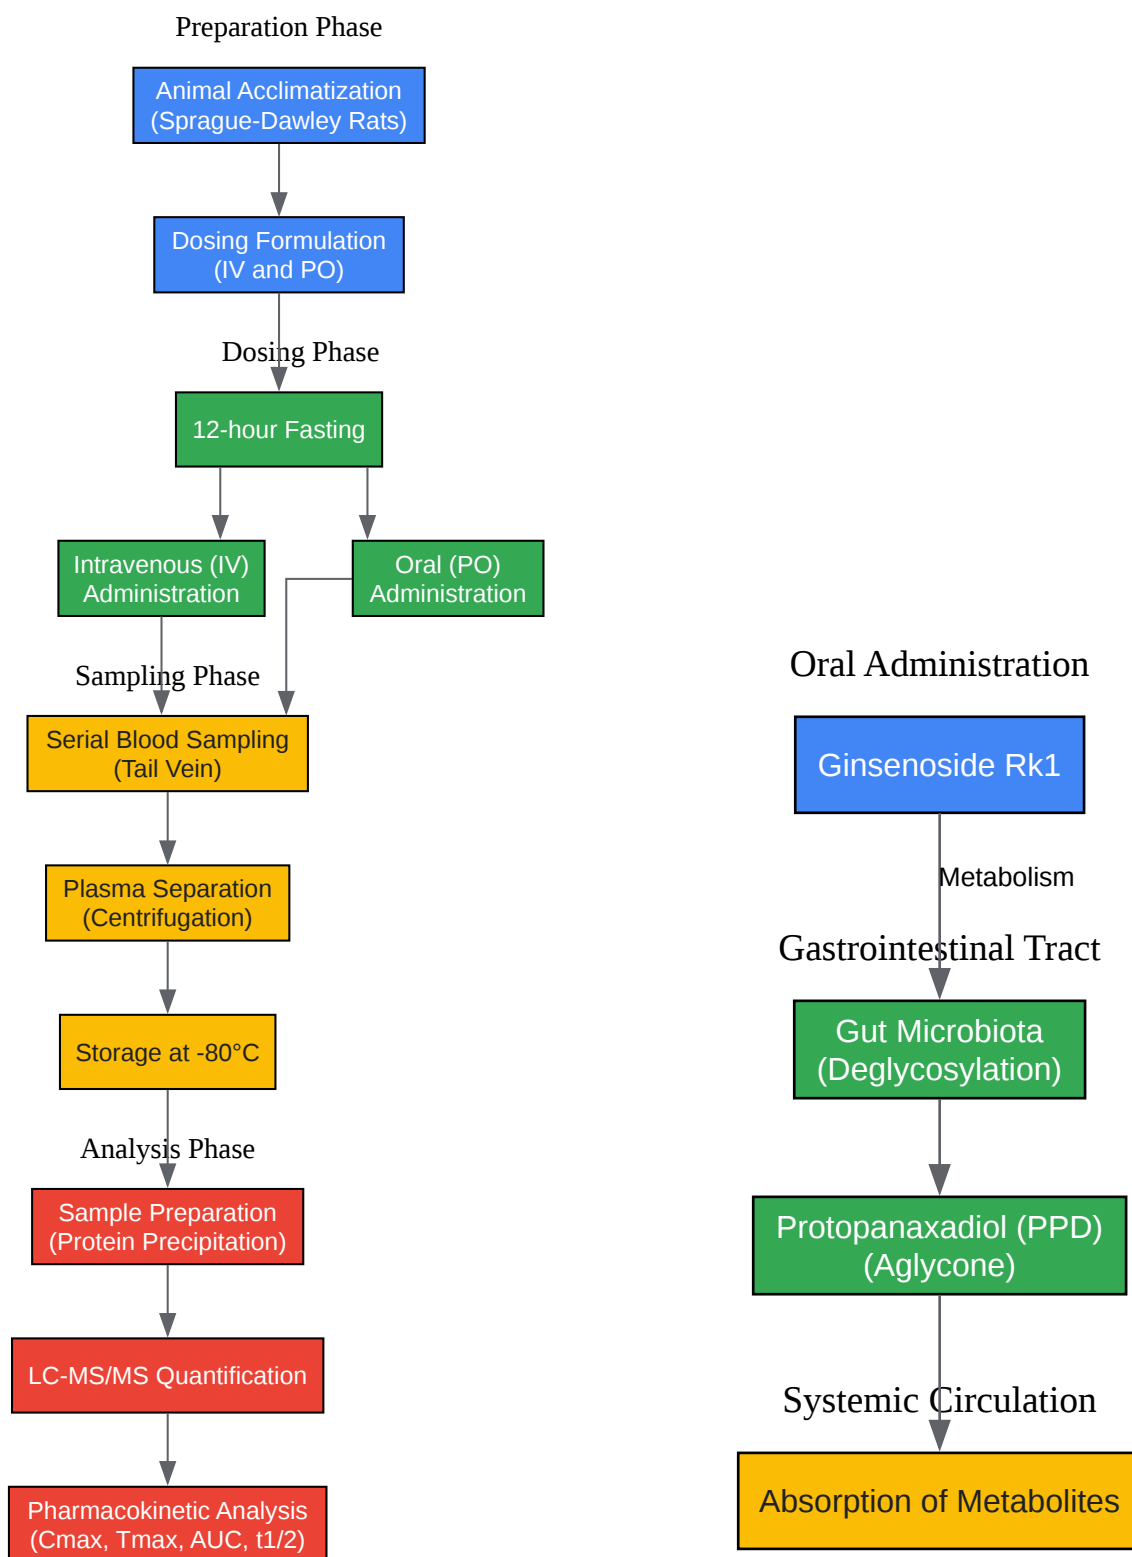 Preparation Phase
Animal Acclimatization
(Sprague-Dawley Rats)
Dosing Formulation
(IV and PO)
Dosing Phase
12-hour Fasting
Intravenous (IV)
Administration
Oral (PO)
Administration
Sampling Phase
Serial Blood Sampling
(Tail Vein)
Plasma Separation
(Centrifugation)
Storage at -80°C
Analysis Phase
Sample Preparation
(Protein Precipitation)
LC-MS/MS Quantification
Pharmacokinetic Analysis
(Cmax, Tmax, AUC, t1/2)
Oral Administration
Ginsenoside Rk1
Metabolism
Gastrointestinal Tract
Gut Microbiota
(Deglycosylation)
Protopanaxadiol (PPD)
(Aglycone)
Systemic Circulation
Absorption of Metabolites